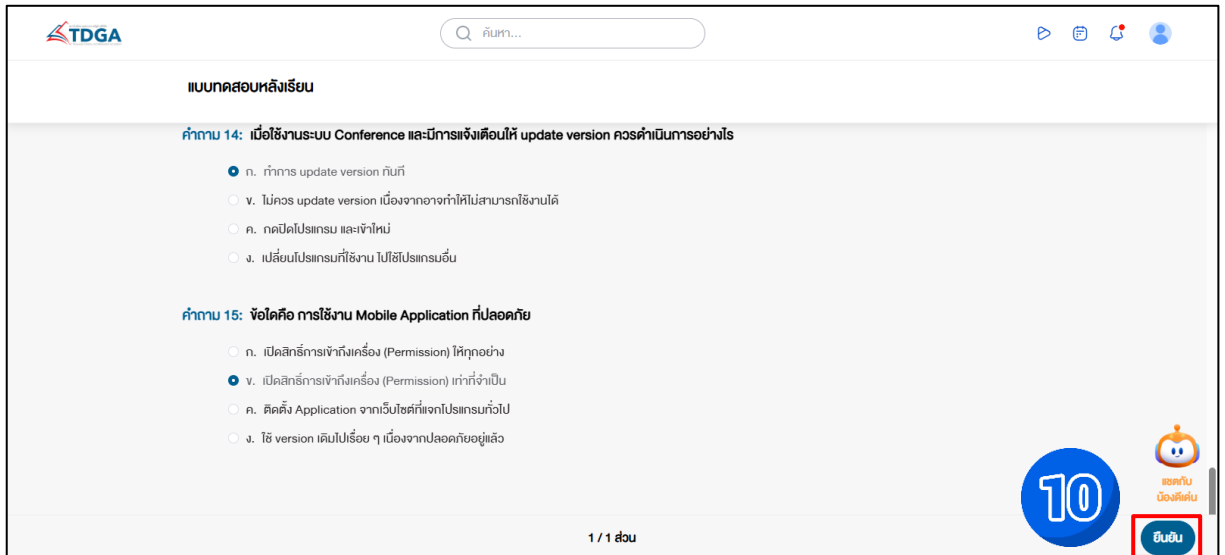 TDGA
ค้นหา...
แบบทดสอบหลังเรียน
คำถาม 14: เมื่อใช้งานระบบ Conference และมีการแจ้งเตือนให้ update version ควรดำเนินการอย่างไร
ก. ทำการ update version ทันที
ข. ไม่ควร update version เนื่องจากอาจทำให้ไม่สามารถใช้งานได้
ค. กดปิดโปรแกรม และเข้าใหม่
ง. เปลี่ยนโปรแกรมที่ใช้งาน ไปใช้โปรแกรมอื่น
คำถาม 15: ข้อใดคือ การใช้งาน Mobile Application ที่ปลอดภัย
ก. เปิดสิทธิ์การเข้าถึงเครื่อง (Permission) ให้ทุกอย่าง
ข. เปิดสิทธิ์การเข้าถึงเครื่อง (Permission) เท่าที่จำเป็น
ค. ติดตั้ง Application จากเว็บไซต์ที่แจกโปรแกรมทั่วไป
ง. ใช้ version เดิมไปเรื่อย ๆ เนื่องจากปลอดภัยอยู่แล้ว
แชตกับ
น้องดีเด่น
10
1 / 1 ส่วน
ยืนยัน